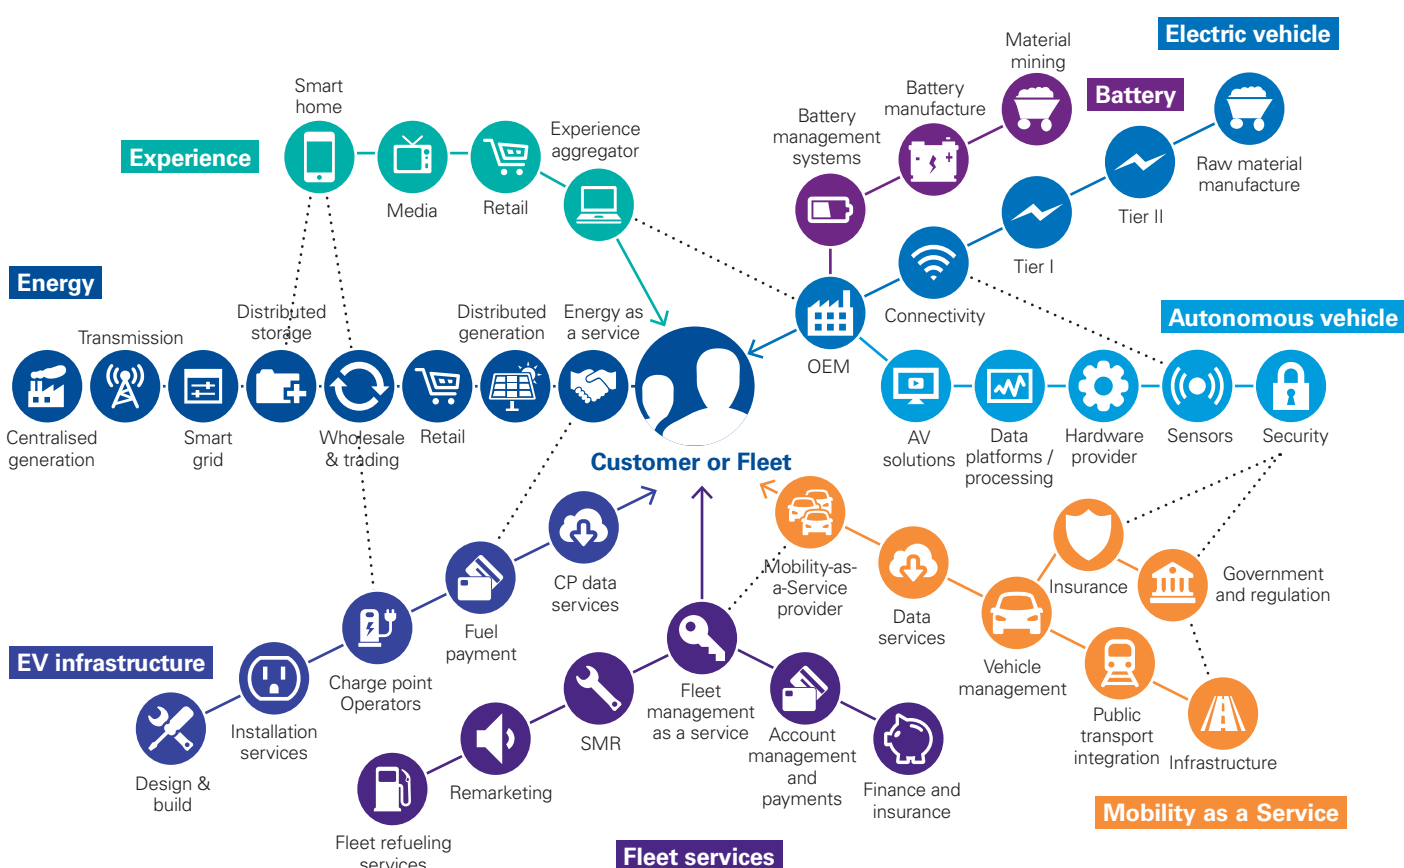 Electric vehicle
Material
mining
Battery
Battery
manufacture
Battery
management
systems
Smart
home
Experience
aggregator
Experience
Media
Retail
Raw material
manufacture
Tier II
Tier I
Connectivity
OEM
Energy
Transmission
Distributed
storage
Distributed
generation
Energy as
a service
Autonomous vehicle
Centralised
generation
Smart
grid
Wholesale
& trading
Retail
AV
solutions
Data
platforms /
processing
Hardware
provider
Sensors
Security
Customer or Fleet
CP data
services
Mobility-as-
a-Service
provider
Data
services
Insurance
Government
and regulation
Fuel
payment
EV infrastructure
Charge point
Operators
Installation
services
Design &
build
Vehicle
management
Public
transport
integration
Infrastructure
Fleet
management
as a service
SMR
Remarketing
Fleet refueling
services
Account
management
and
payments
Finance and
insurance
Mobility as a Service
Fleet services